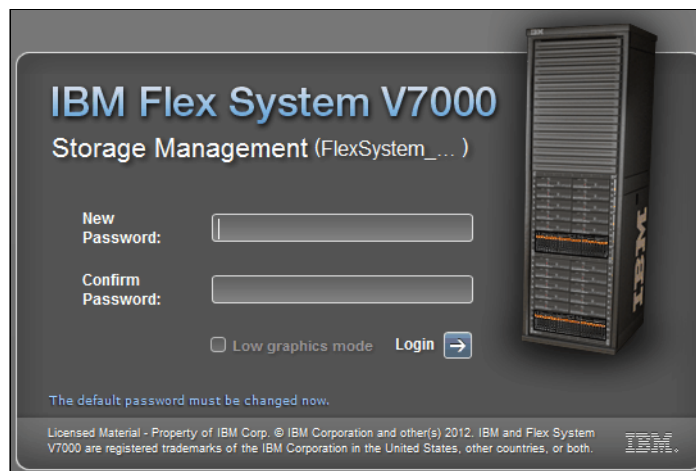 IBM Flex System V7000
Storage Management (FlexSystem_... )
New
Password:
Confirm
Password:
Low graphics mode
Login
The default password must be changed now.
Licensed Material - Property of IBM Corp. © IBM Corporation and other(s) 2012. IBM and Flex System
V7000 are registered trademarks of the IBM Corporation in the United States, other countries, or both.
IBM.
IBM